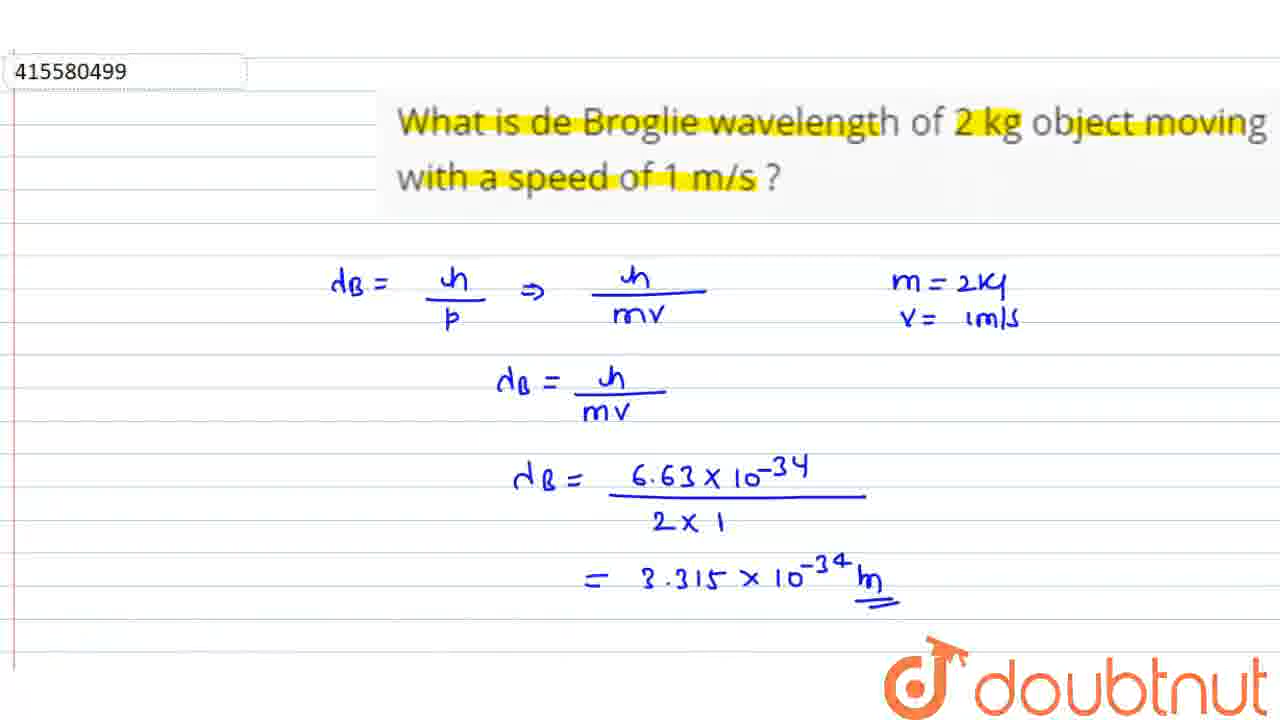 415580499
What is de Broglie wavelength of 2 kg object moving
with a speed of 1 m/s ?
λB = h/p ⇒ h/mv
m = 2kg
v = 1m/s
λB = h/mv
λB = 6.63 × 10⁻³⁴ / 2 × 1
= 3.315 × 10⁻³⁴ m
doubtnut